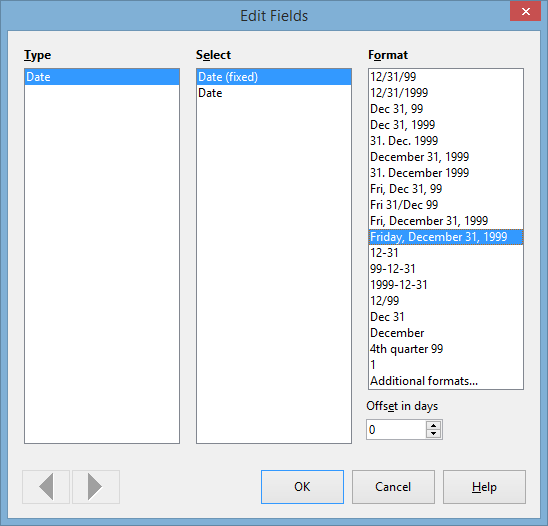 Edit Fields
Type
Date
Select
Date (fixed)
Date
Format
12/31/99
12/31/1999
Dec 31, 99
Dec 31, 1999
31. Dec. 1999
December 31, 1999
31. December 1999
Fri, Dec 31, 99
Fri 31/Dec 99
Fri, December 31, 1999
Friday, December 31, 1999
12-31
99-12-31
1999-12-31
12/99
Dec 31
December
4th quarter 99
1
Additional formats...
Offset in days
0
OK
Cancel
Help